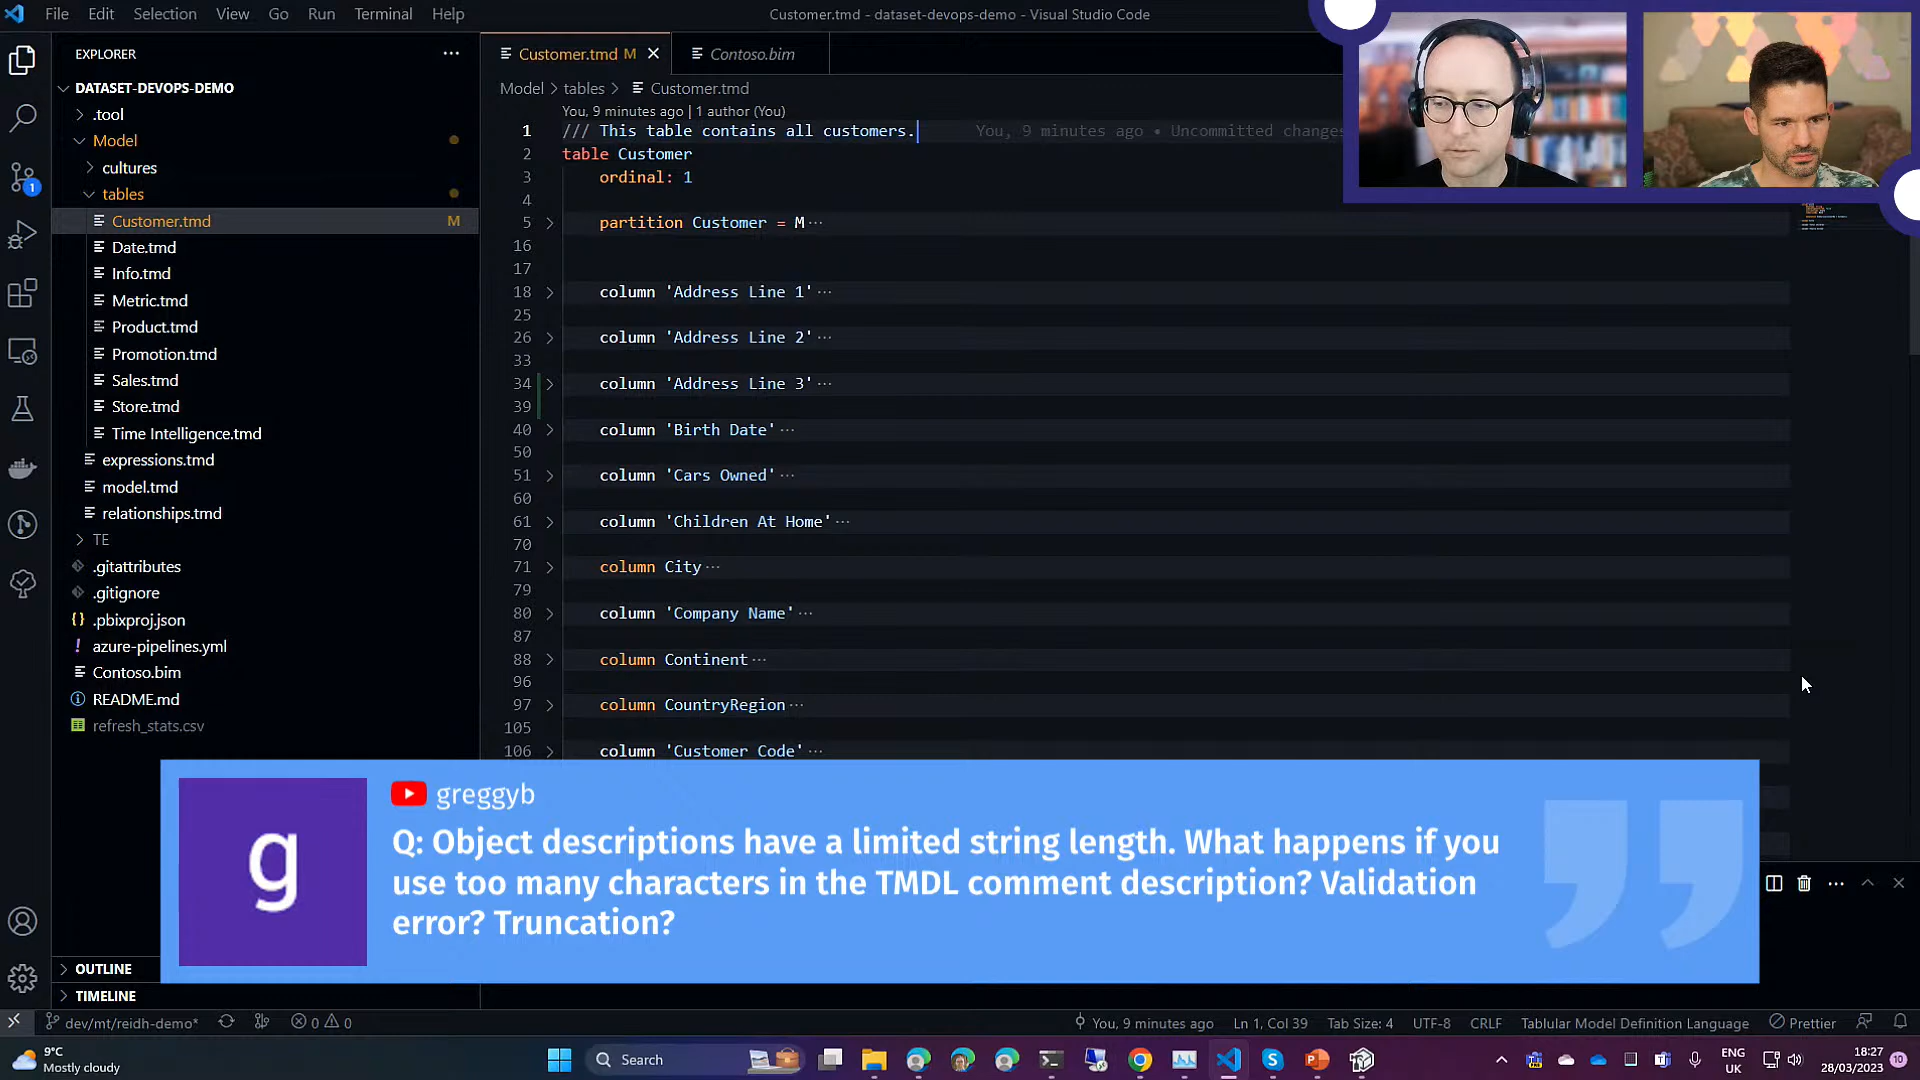 File Edit Selection View Go Run Terminal Help
Customer.tmd - dataset-devops-demo - Visual Studio Code
EXPLORER
DATASET-DEVOPS-DEMO
.tool
Model
cultures
tables
Customer.tmd M
Date.tmd
Info.tmd
Metric.tmd
Product.tmd
Promotion.tmd
Sales.tmd
Store.tmd
Time Intelligence.tmd
expressions.tmd
model.tmd
relationships.tmd
TE
.gitattributes
.gitignore
.pbixproj.json
azure-pipelines.yml
Contoso.bim
README.md
refresh_stats.csv
OUTLINE
TIMELINE
1
Customer.tmd M Contoso.bim
Model > tables > Customer.tmd
You, 9 minutes ago | 1 author (You)
1 /// This table contains all customers. You, 9 minutes ago • Uncommitted changes
2 table Customer
3 ordinal: 1
4
5 partition Customer = M ...
16
17
18 column 'Address Line 1' ...
25
26 column 'Address Line 2' ...
33
34 column 'Address Line 3' ...
39
40 column 'Birth Date' ...
50
51 column 'Cars Owned' ...
60
61 column 'Children At Home' ...
70
71 column City ...
79
80 column 'Company Name' ...
87
88 column Continent ...
96
97 column CountryRegion ...
105
106 column 'Customer Code' ...
g
greggyb
Q: Object descriptions have a limited string length. What happens if you
use too many characters in the TMDL comment description? Validation
error? Truncation?
dev/mt/reidh-demo* 0 0
You, 9 minutes ago Ln 1, Col 39 Tab Size: 4 UTF-8 CRLF Tablular Model Definition Language Prettier
9°C
Mostly cloudy
Search
ENG
UK
18:27
28/03/2023
10